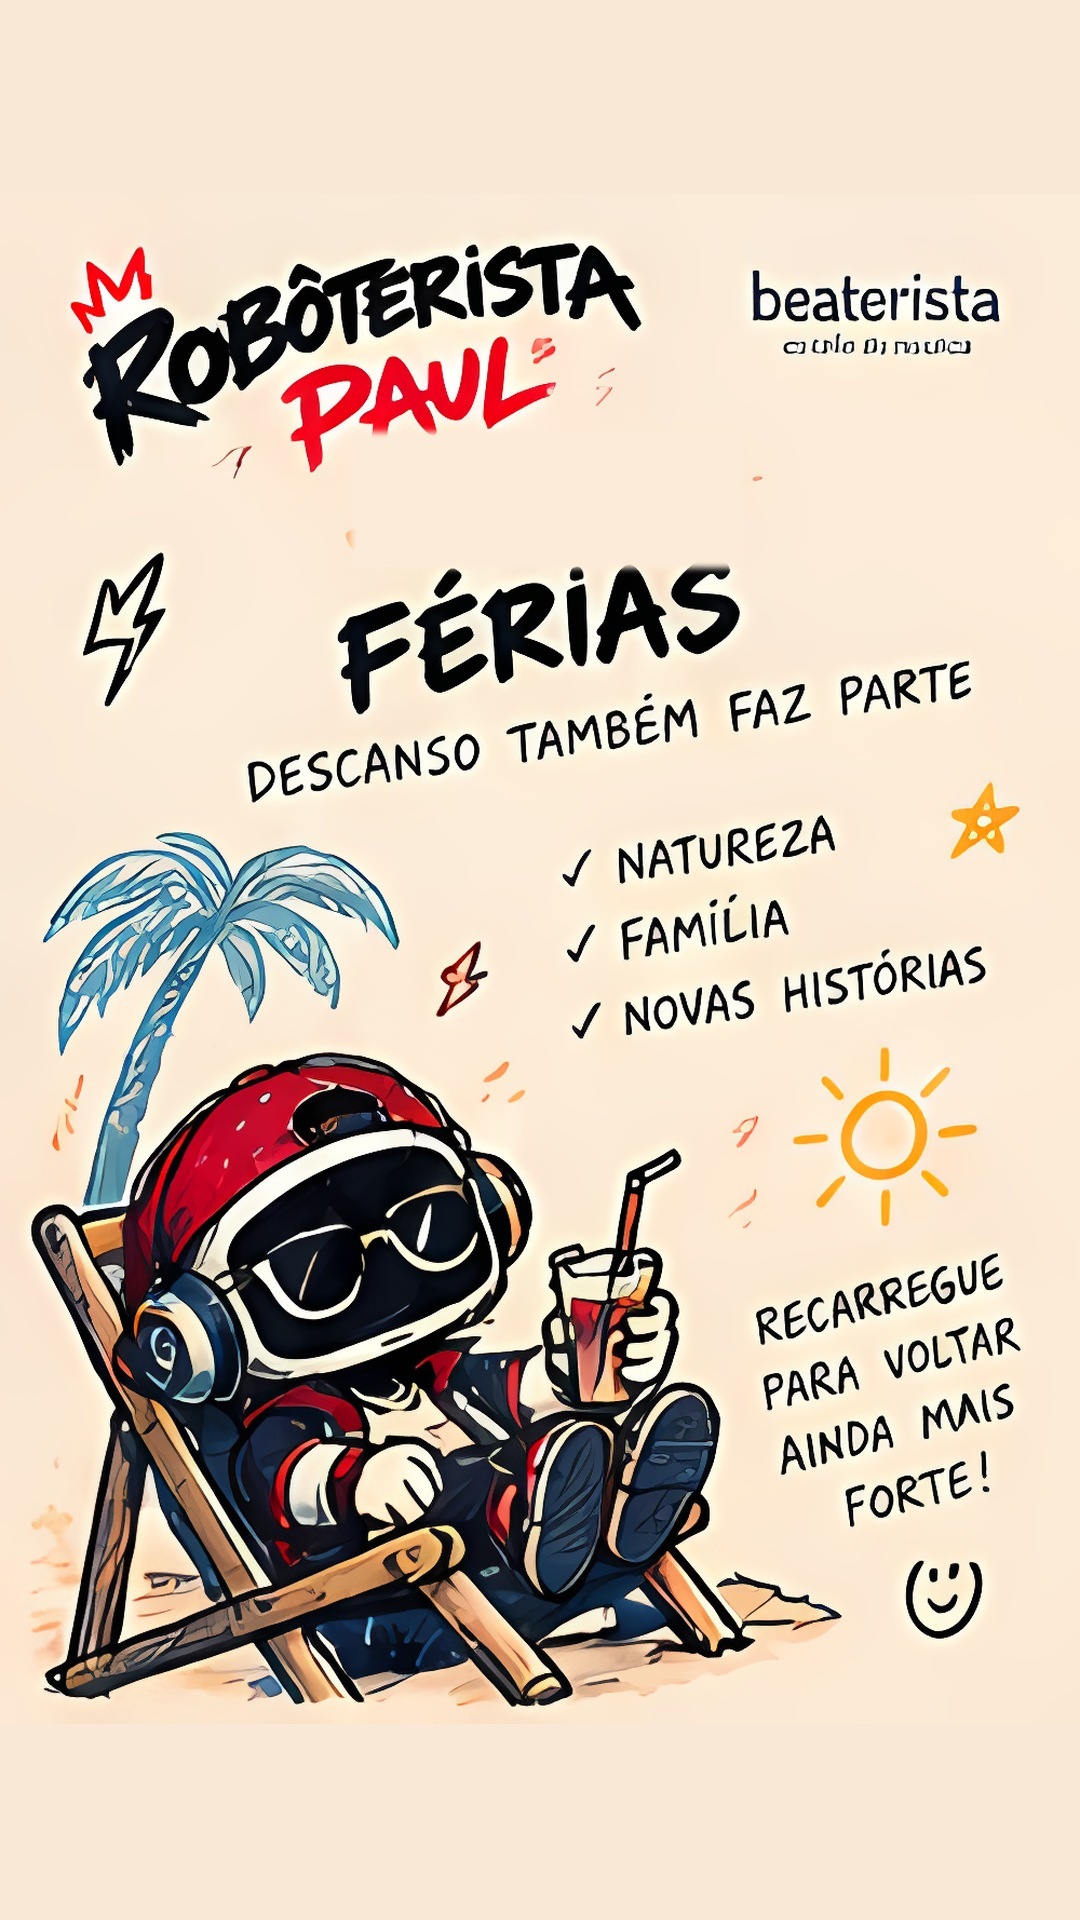 ROBÔTERISTA
PAUL
beaterista
FÉRIAS
DESCANSO TAMBÉM FAZ PARTE
✓ NATUREZA
✓ FAMÍLIA
✓ NOVAS HISTÓRIAS
RECARREGUE
PARA VOLTAR
AINDA MAIS
FORTE!